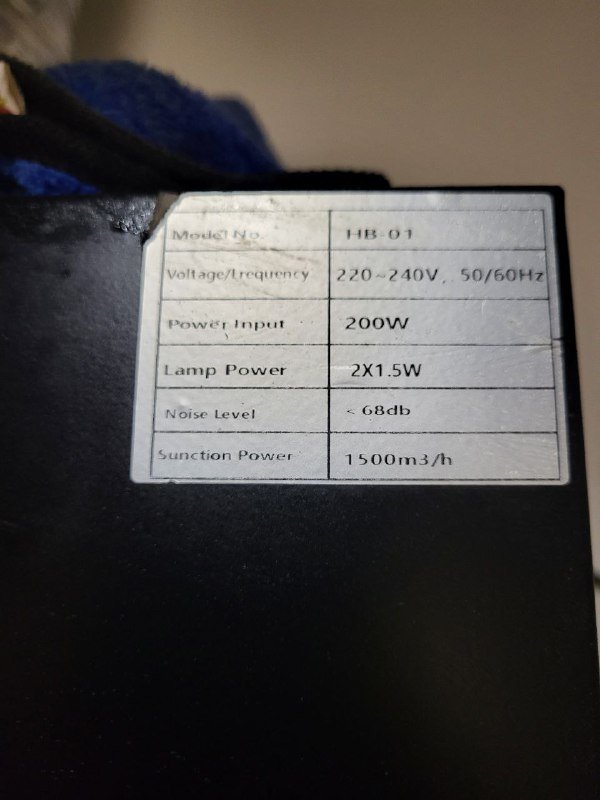 Model No. HB-01
Voltage/Lrequency 220~240V, 50/60Hz
Power Input 200W
Lamp Power 2X1.5W
Noise Level < 68db
Sunction Power 1500m3/h